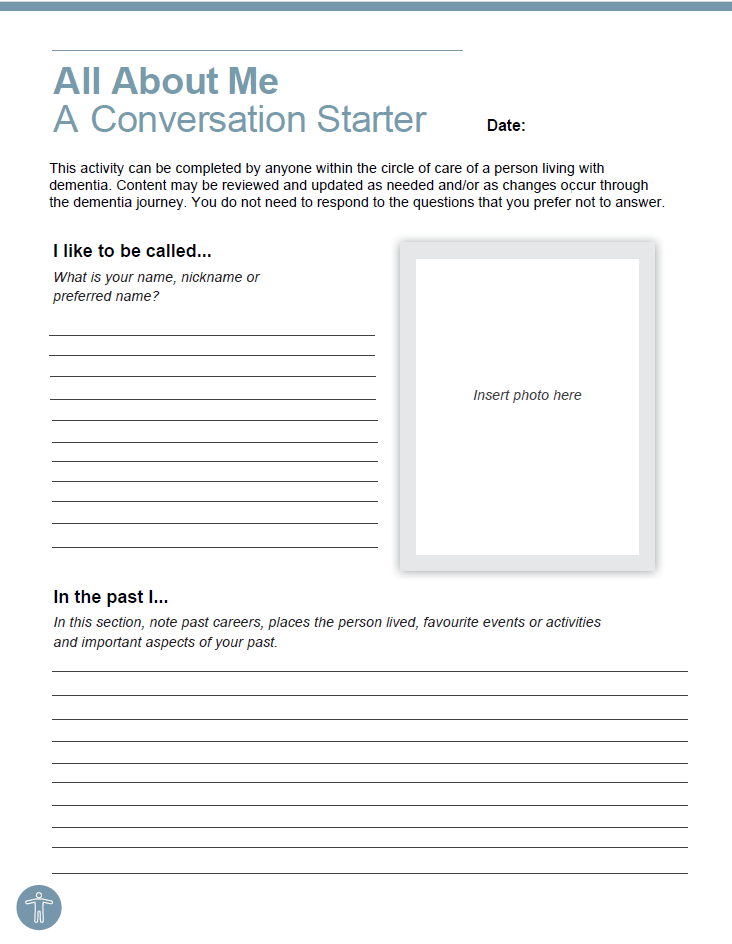 All About Me
A Conversation Starter
Date:
This activity can be completed by anyone within the circle of care of a person living with
dementia. Content may be reviewed and updated as needed and/or as changes occur through
the dementia journey. You do not need to respond to the questions that you prefer not to answer.
I like to be called...
What is your name, nickname or
preferred name?
Insert photo here
In the past I...
In this section, note past careers, places the person lived, favourite events or activities
and important aspects of your past.